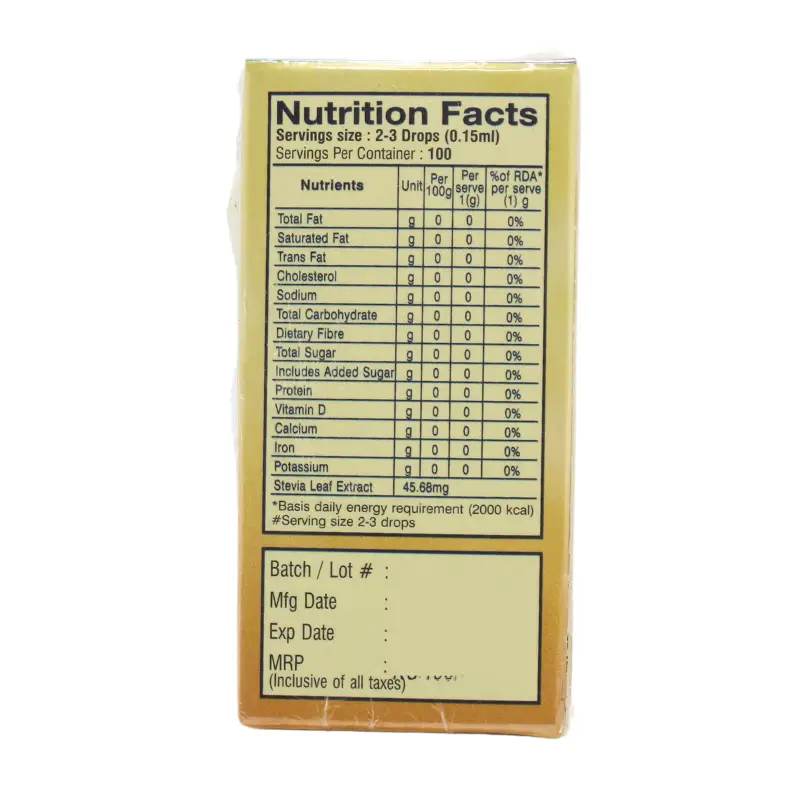 Nutrition Facts
Servings size : 2-3 Drops (0.15ml)
Servings Per Container : 100
Nutrients Unit Per 100g Per serve 1(g) %of RDA* per serve (1) g
Total Fat g 0 0 0%
Saturated Fat g 0 0 0%
Trans Fat g 0 0 0%
Cholesterol g 0 0 0%
Sodium g 0 0 0%
Total Carbohydrate g 0 0 0%
Dietary Fibre g 0 0 0%
Total Sugar g 0 0 0%
Includes Added Sugar g 0 0 0%
Protein g 0 0 0%
Vitamin D g 0 0 0%
Calcium g 0 0 0%
Iron g 0 0 0%
Potassium g 0 0 0%
Stevia Leaf Extract 45.68mg
*Basis daily energy requirement (2000 kcal)
#Serving size 2-3 drops
Batch / Lot # :
Mfg Date :
Exp Date :
MRP :
(Inclusive of all taxes)